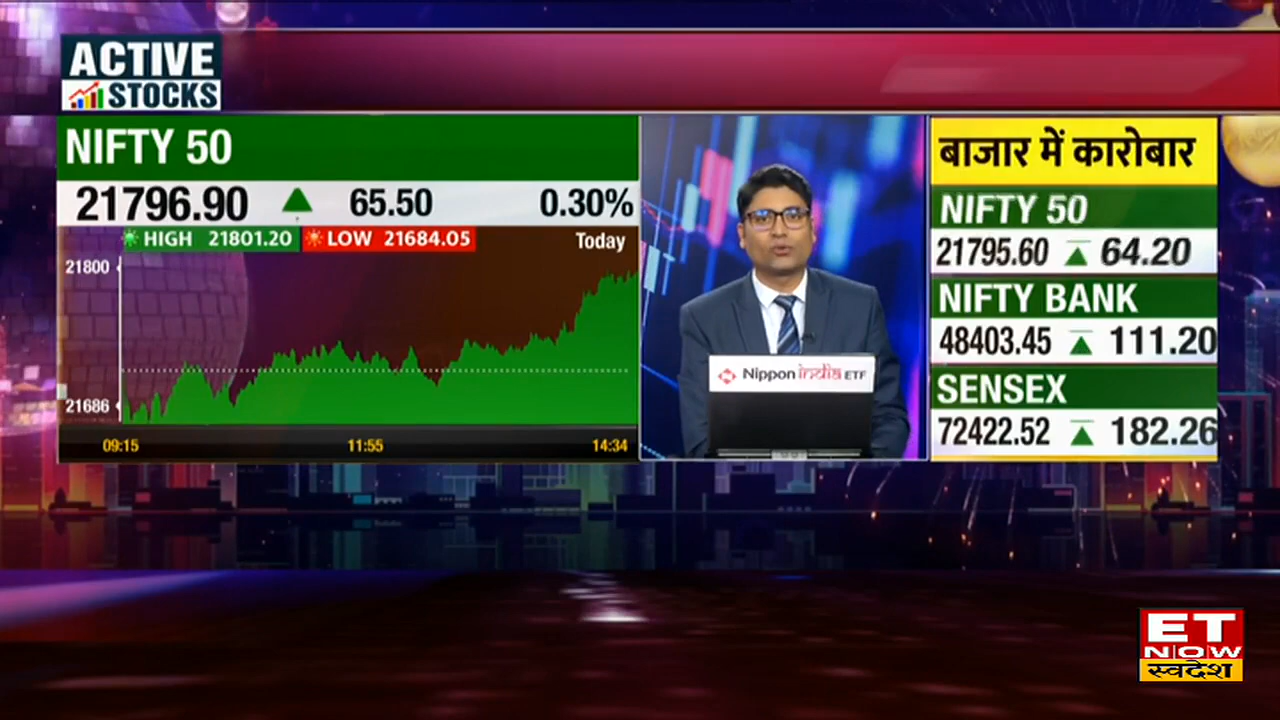 ACTIVE
STOCKS
NIFTY 50
21796.90 ▲ 65.50 0.30%
HIGH 21801.20 LOW 21684.05 Today
21800
21686
09:15 11:55 14:34
Nippon india ETF
बाजार में कारोबार
NIFTY 50
21795.60 ▲ 64.20
NIFTY BANK
48403.45 ▲ 111.20
SENSEX
72422.52 ▲ 182.26
ET
NOW
स्वदेश